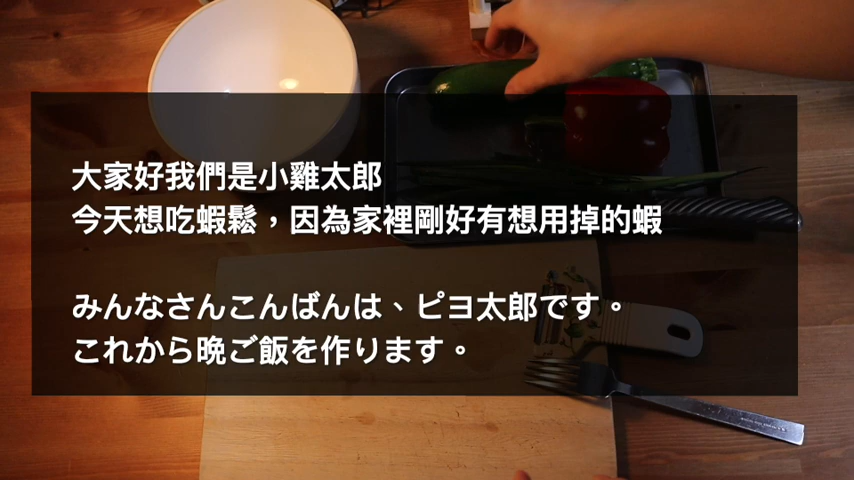 大家好我們是小雞太郎
今天想吃蝦鬆，因為家裡剛好有想用掉的蝦
みんなさんこんばんは、ピヨ太郎です。
これから晩ご飯を作ります。